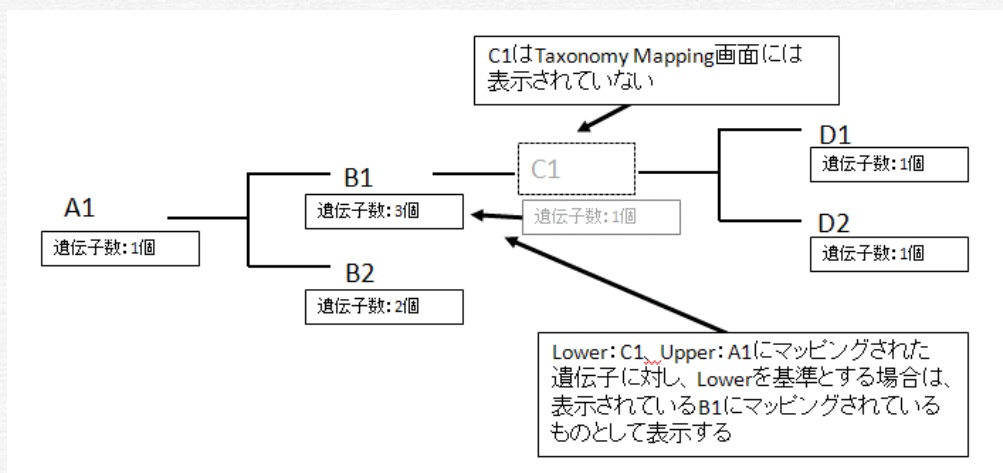 C1はTaxonomy Mapping画面には
表示されていない
D1
遺伝子数：1個
C1
B1
遺伝子数：3個
遺伝子数：1個
A1
遺伝子数：1個
D2
遺伝子数：1個
B2
遺伝子数：2個
Lower：C1、Upper：A1にマッピングされた
遺伝子に対し、Lowerを基準とする場合は、
表示されているB1にマッピングされている
ものとして表示する